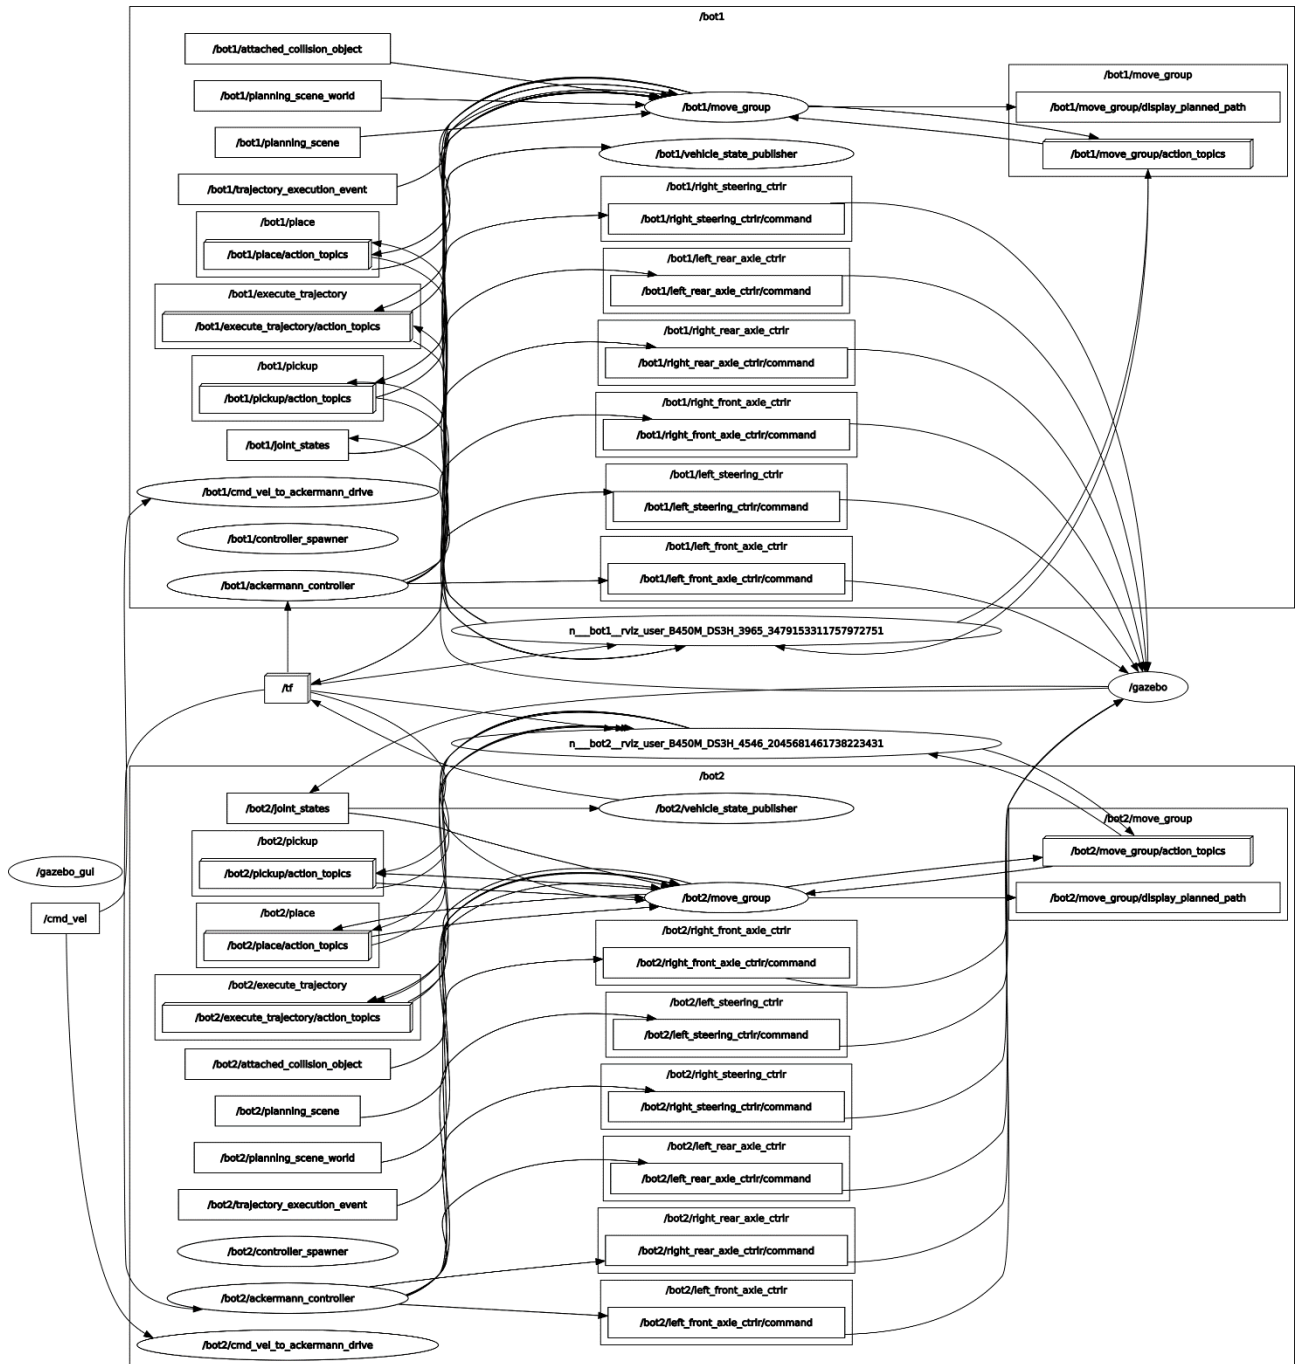 /bot1
/bot1/attached_collision_object
/bot1/planning_scene_world
/bot1/planning_scene
/bot1/trajectory_execution_event
/bot1/place
/bot1/place/action_topics
/bot1/execute_trajectory
/bot1/execute_trajectory/action_topics
/bot1/pickup
/bot1/pickup/action_topics
/bot1/joint_states
/bot1/cmd_vel_to_ackermann_drive
/bot1/controller_spawner
/bot1/ackermann_controller
/bot1/move_group
/bot1/vehicle_state_publisher
/bot1/right_steering_ctrlr
/bot1/right_steering_ctrlr/command
/bot1/left_rear_axle_ctrlr
/bot1/left_rear_axle_ctrlr/command
/bot1/right_rear_axle_ctrlr
/bot1/right_rear_axle_ctrlr/command
/bot1/right_front_axle_ctrlr
/bot1/right_front_axle_ctrlr/command
/bot1/left_steering_ctrlr
/bot1/left_steering_ctrlr/command
/bot1/left_front_axle_ctrlr
/bot1/left_front_axle_ctrlr/command
/bot1/move_group
/bot1/move_group/display_planned_path
/bot1/move_group/action_topics
n___bot1__rviz_user_B450M_DS3H_3965_3479153311757972751
/tf
/gazebo
n___bot2__rviz_user_B450M_DS3H_4546_2045681461738223431
/gazebo_gui
/cmd_vel
/bot2
/bot2/joint_states
/bot2/pickup
/bot2/pickup/action_topics
/bot2/place
/bot2/place/action_topics
/bot2/execute_trajectory
/bot2/execute_trajectory/action_topics
/bot2/attached_collision_object
/bot2/planning_scene
/bot2/planning_scene_world
/bot2/trajectory_execution_event
/bot2/controller_spawner
/bot2/ackermann_controller
/bot2/cmd_vel_to_ackermann_drive
/bot2/vehicle_state_publisher
/bot2/move_group
/bot2/right_front_axle_ctrlr
/bot2/right_front_axle_ctrlr/command
/bot2/left_steering_ctrlr
/bot2/left_steering_ctrlr/command
/bot2/right_steering_ctrlr
/bot2/right_steering_ctrlr/command
/bot2/left_rear_axle_ctrlr
/bot2/left_rear_axle_ctrlr/command
/bot2/right_rear_axle_ctrlr
/bot2/right_rear_axle_ctrlr/command
/bot2/left_front_axle_ctrlr
/bot2/left_front_axle_ctrlr/command
/bot2/move_group
/bot2/move_group/action_topics
/bot2/move_group/display_planned_path